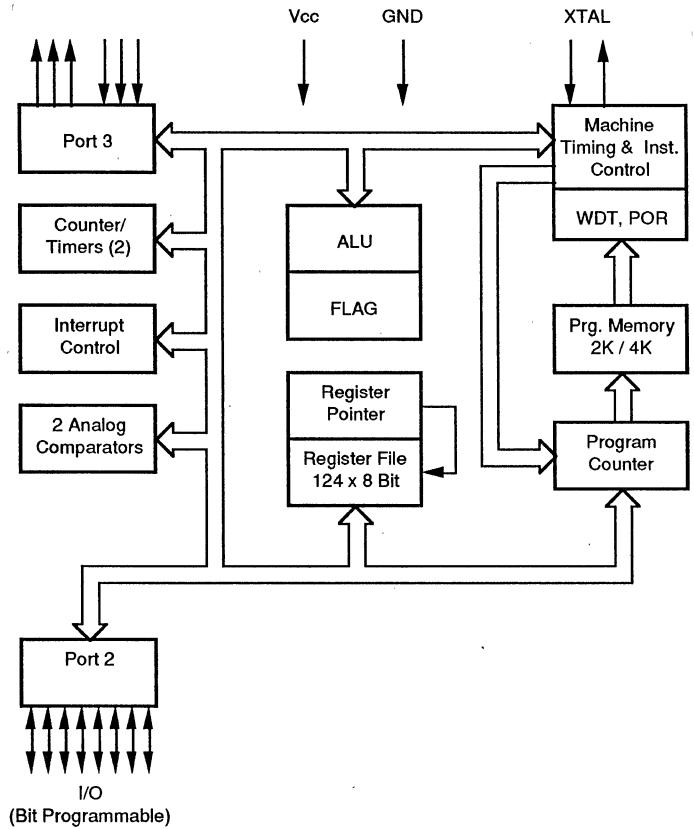 Vcc
GND
XTAL
Port 3
Machine
Timing & Inst.
Control
WDT, POR
Counter/
Timers (2)
ALU
FLAG
Interrupt
Control
Prg. Memory
2K / 4K
Register
Pointer
Register File
124 x 8 Bit
2 Analog
Comparators
Program
Counter
Port 2
I/O
(Bit Programmable)